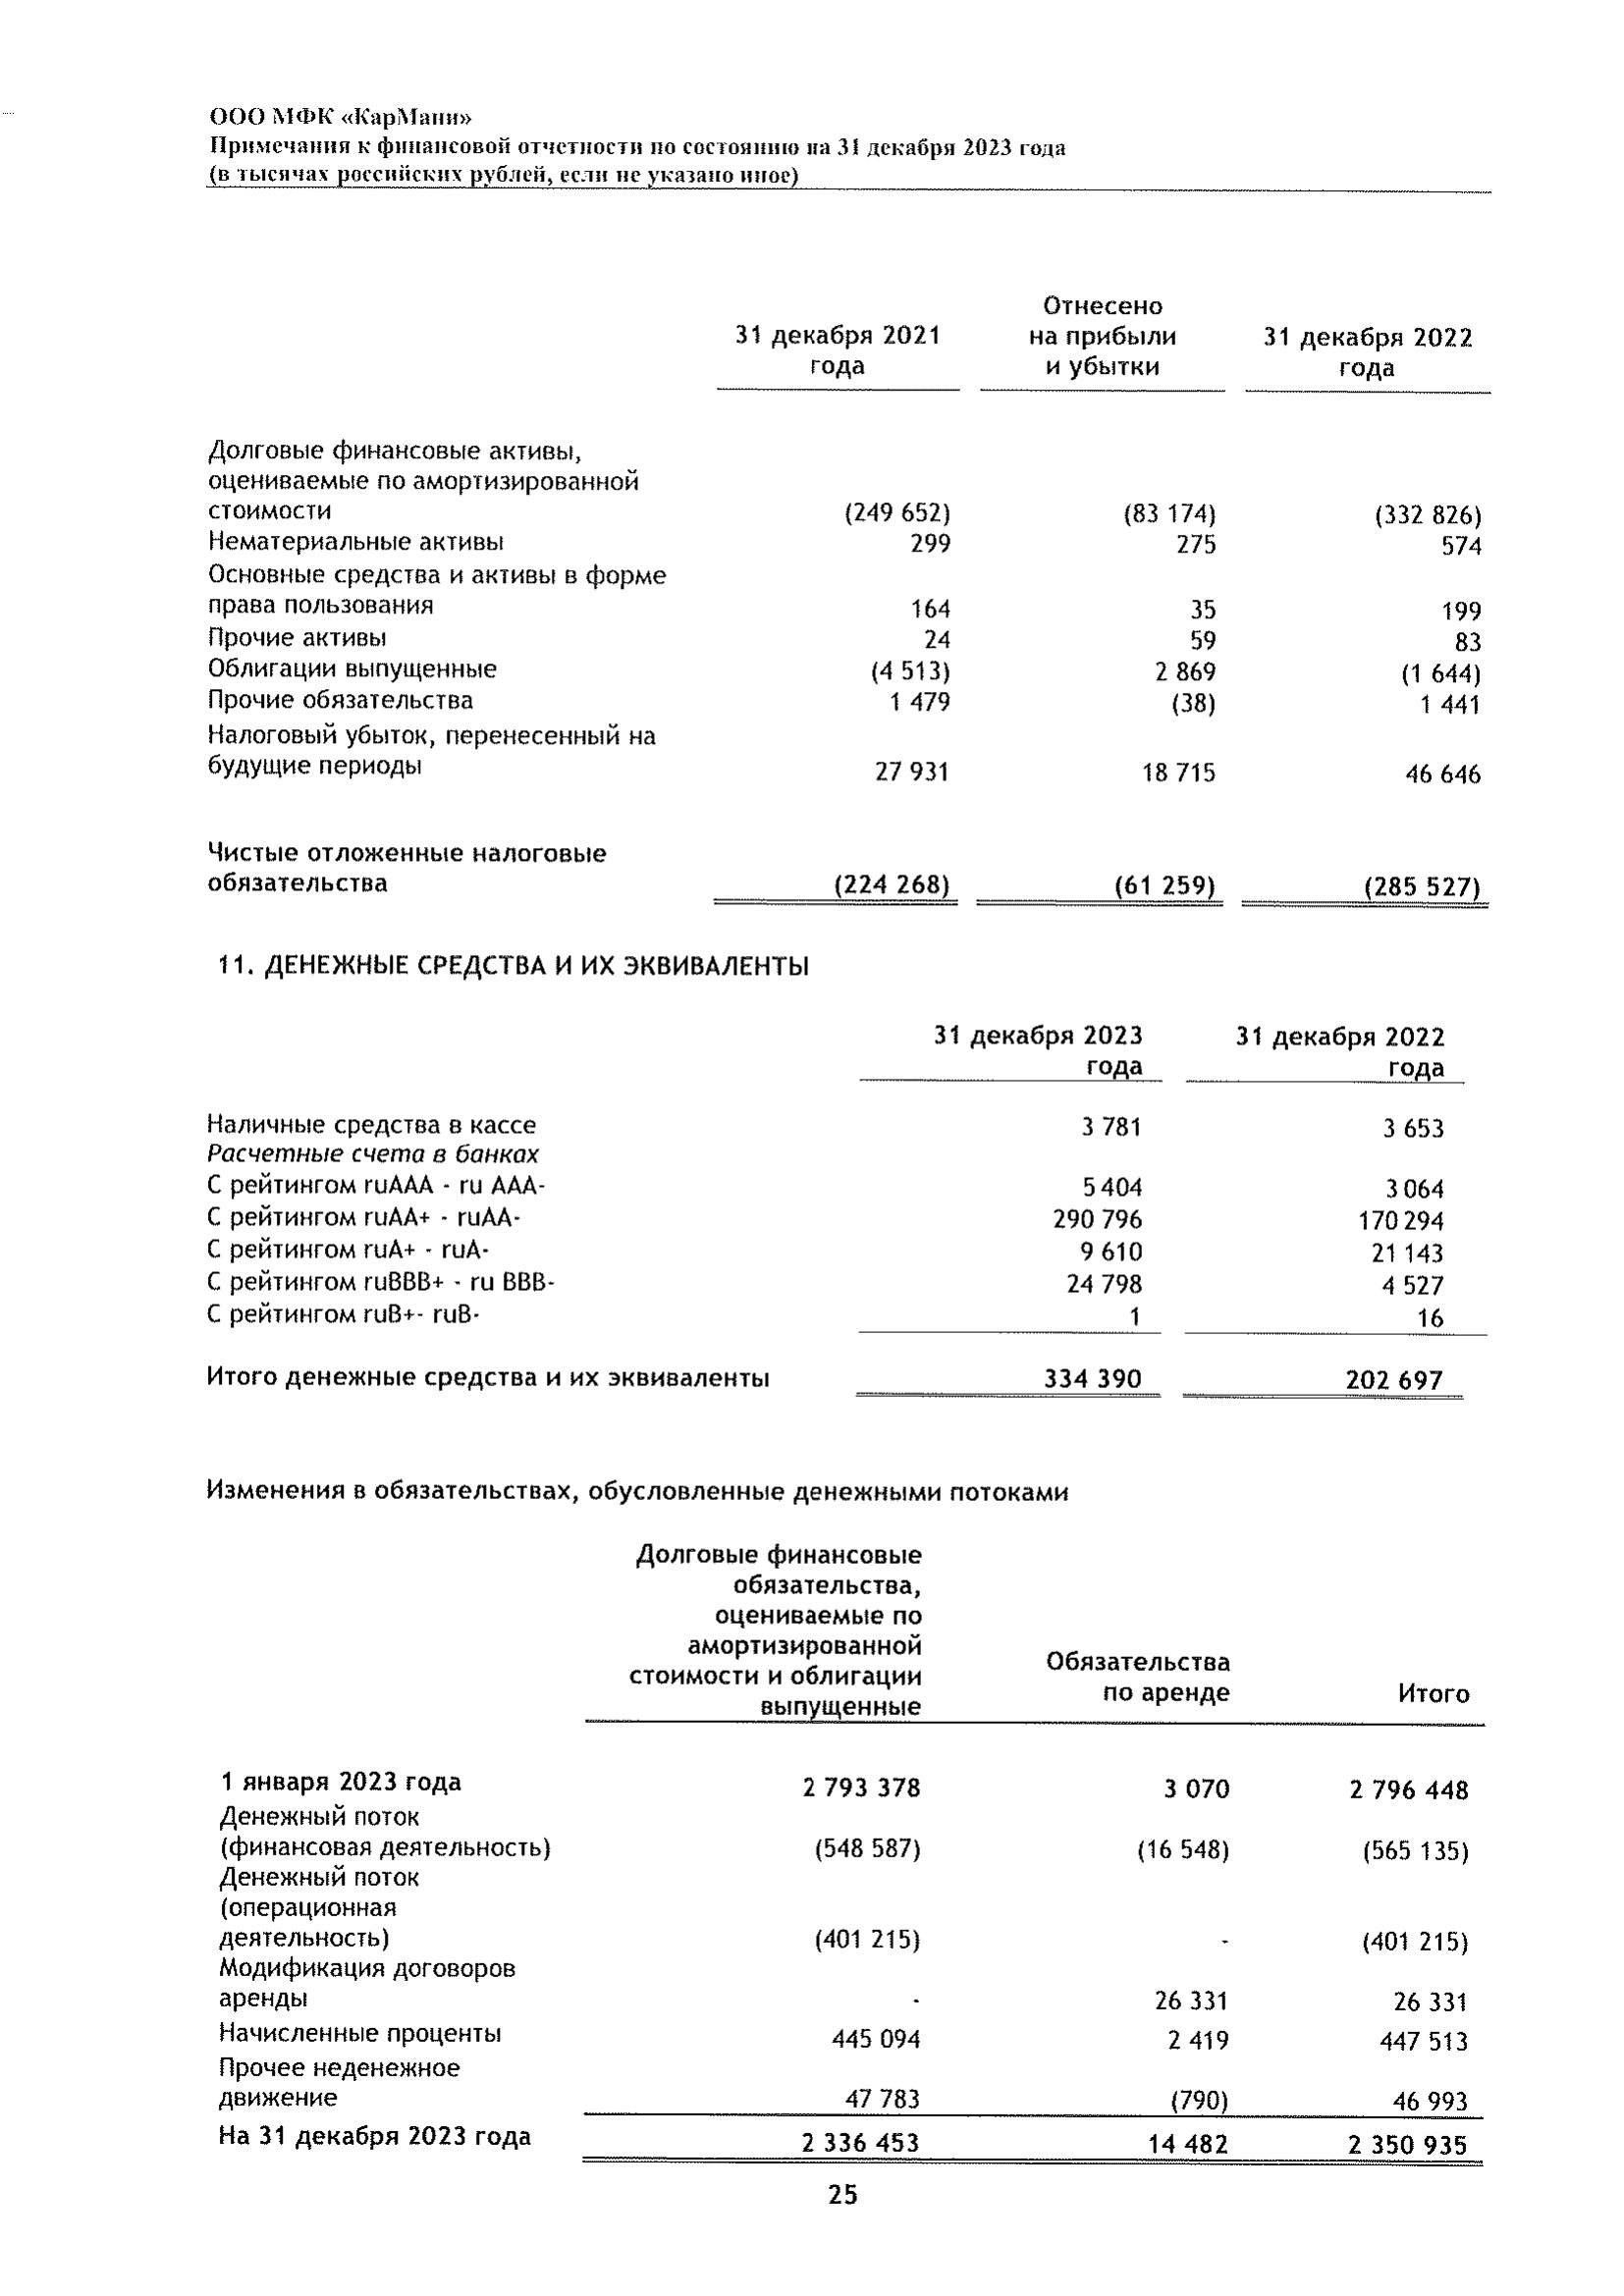 ООО МФК «КарМани»
Примечания к финансовой отчетности по состоянию на 31 декабря 2023 года
(в тысячах российских рублей, если не указано иное)
31 декабря 2021 года
Отнесено на прибыли и убытки
31 декабря 2022 года
Долговые финансовые активы,
оцениваемые по амортизированной
стоимости (249 652) (83 174) (332 826)
Нематериальные активы 299 275 574
Основные средства и активы в форме
права пользования 164 35 199
Прочие активы 24 59 83
Облигации выпущенные (4 513) 2 869 (1 644)
Прочие обязательства 1 479 (38) 1 441
Налоговый убыток, перенесенный на
будущие периоды 27 931 18 715 46 646
Чистые отложенные налоговые
обязательства (224 268) (61 259) (285 527)
11. ДЕНЕЖНЫЕ СРЕДСТВА И ИХ ЭКВИВАЛЕНТЫ
31 декабря 2023 31 декабря 2022
года года
Наличные средства в кассе 3 781 3 653
Расчетные счета в банках
С рейтингом ruAAA - ru AAA- 5 404 3 064
С рейтингом ruAA+ - ruAA- 290 796 170 294
С рейтингом ruA+ - ruA- 9 610 21 143
С рейтингом ruBBB+ - ru BBB- 24 798 4 527
С рейтингом ruB+- ruB- 1 16
Итого денежные средства и их эквиваленты 334 390 202 697
Изменения в обязательствах, обусловленные денежными потоками
Долговые финансовые
обязательства,
оцениваемые по
амортизированной
стоимости и облигации
выпущенные
Обязательства
по аренде
Итого
1 января 2023 года 2 793 378 3 070 2 796 448
Денежный поток
(финансовая деятельность) (548 587) (16 548) (565 135)
Денежный поток
(операционная
деятельность) (401 215) - (401 215)
Модификация договоров
аренды - 26 331 26 331
Начисленные проценты 445 094 2 419 447 513
Прочее неденежное
движение 47 783 (790) 46 993
На 31 декабря 2023 года 2 336 453 14 482 2 350 935
25